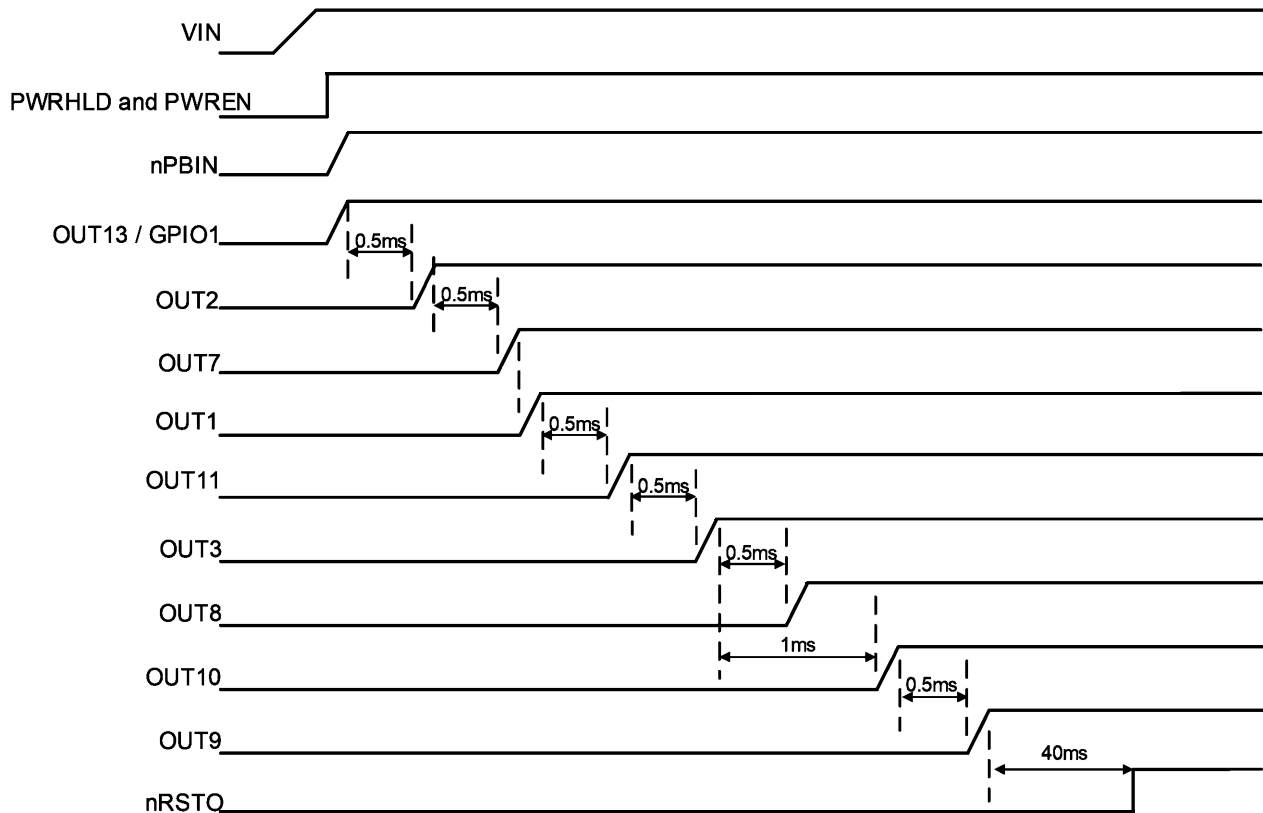 VIN
PWRHLD and PWREN
nPBIN
OUT13 / GPIO1
0.5ms
OUT2
0.5ms
OUT7
OUT1
0.5ms
OUT11
0.5ms
OUT3
0.5ms
OUT8
1ms
OUT10
0.5ms
OUT9
40ms
nRSTO